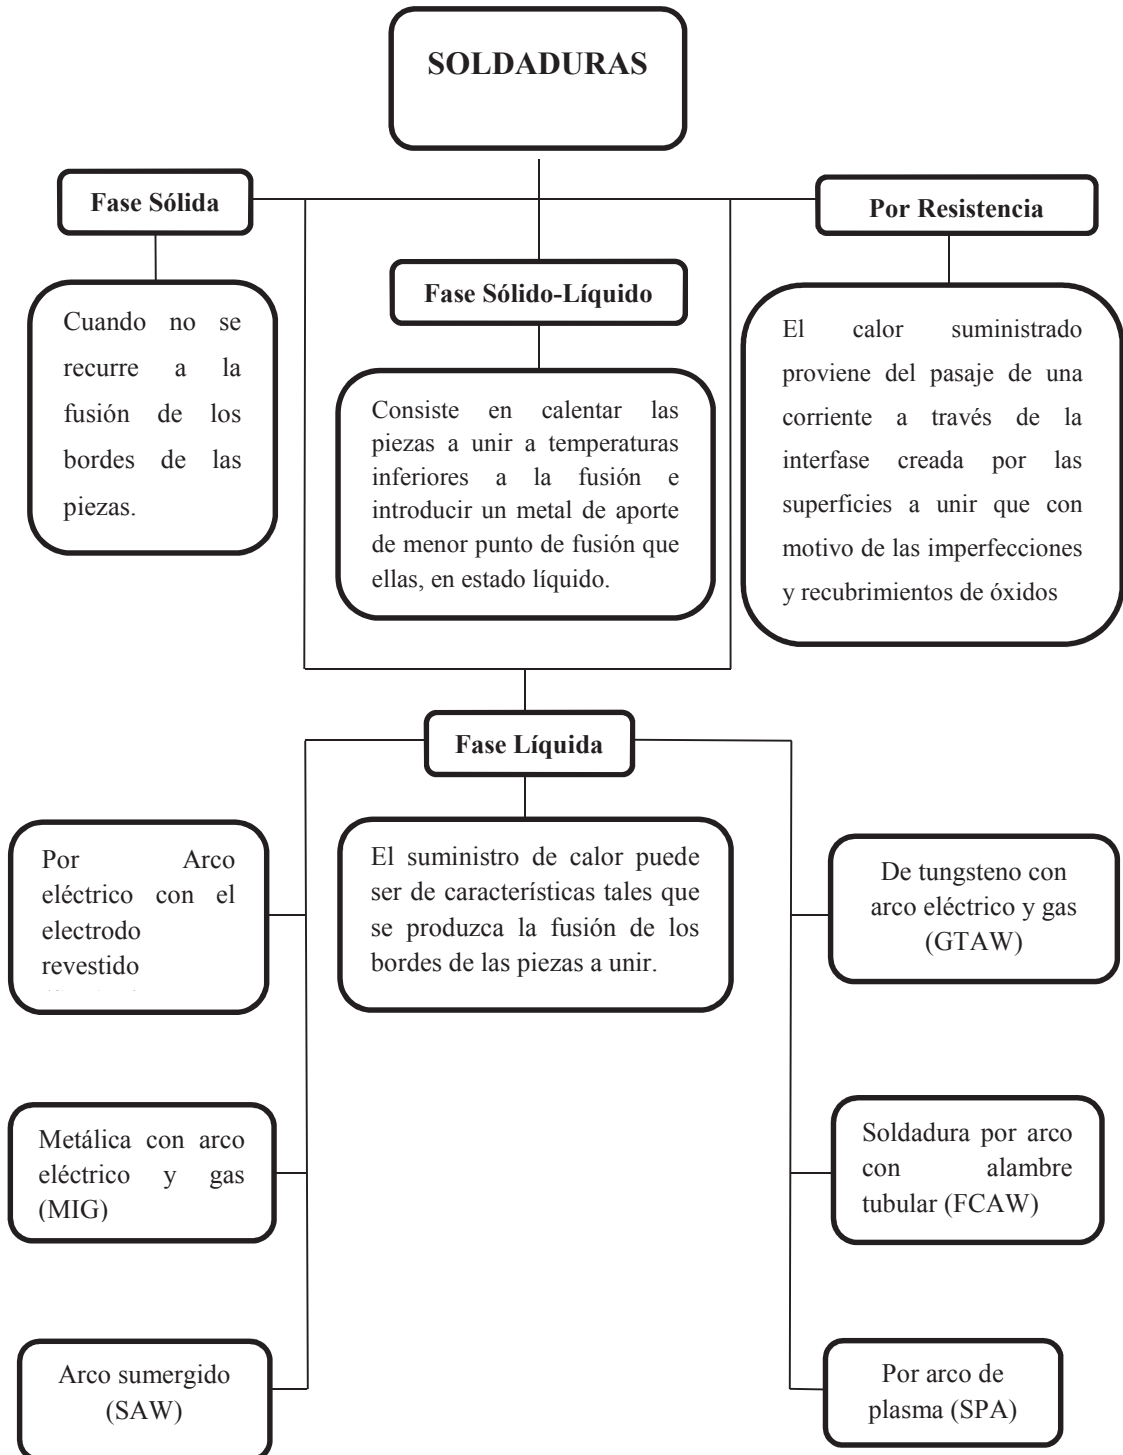 SOLDADURAS
Fase Sólida
Por Resistencia
Fase Sólido-Líquido
Cuando no se
recurre a la
fusión de los
bordes de las
piezas.
Consiste en calentar las
piezas a unir a temperaturas
inferiores a la fusión e
introducir un metal de aporte
de menor punto de fusión que
ellas, en estado líquido.
El calor suministrado
proviene del pasaje de una
corriente a través de la
interfase creada por las
superficies a unir que con
motivo de las imperfecciones
y recubrimientos de óxidos
Fase Líquida
Por Arco
eléctrico con el
electrodo
revestido
El suministro de calor puede
ser de características tales que
se produzca la fusión de los
bordes de las piezas a unir.
De tungsteno con
arco eléctrico y gas
(GTAW)
Metálica con arco
eléctrico y gas
(MIG)
Soldadura por arco
con alambre
tubular (FCAW)
Arco sumergido
(SAW)
Por arco de
plasma (SPA)